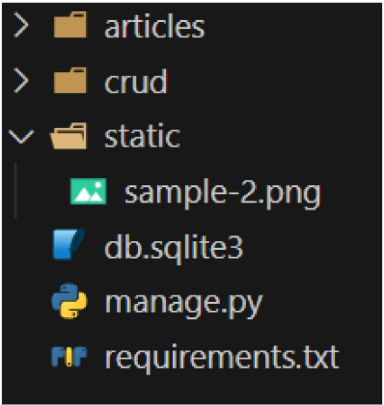 articles
crud
static
sample-2.png
db.sqlite3
manage.py
requirements.txt